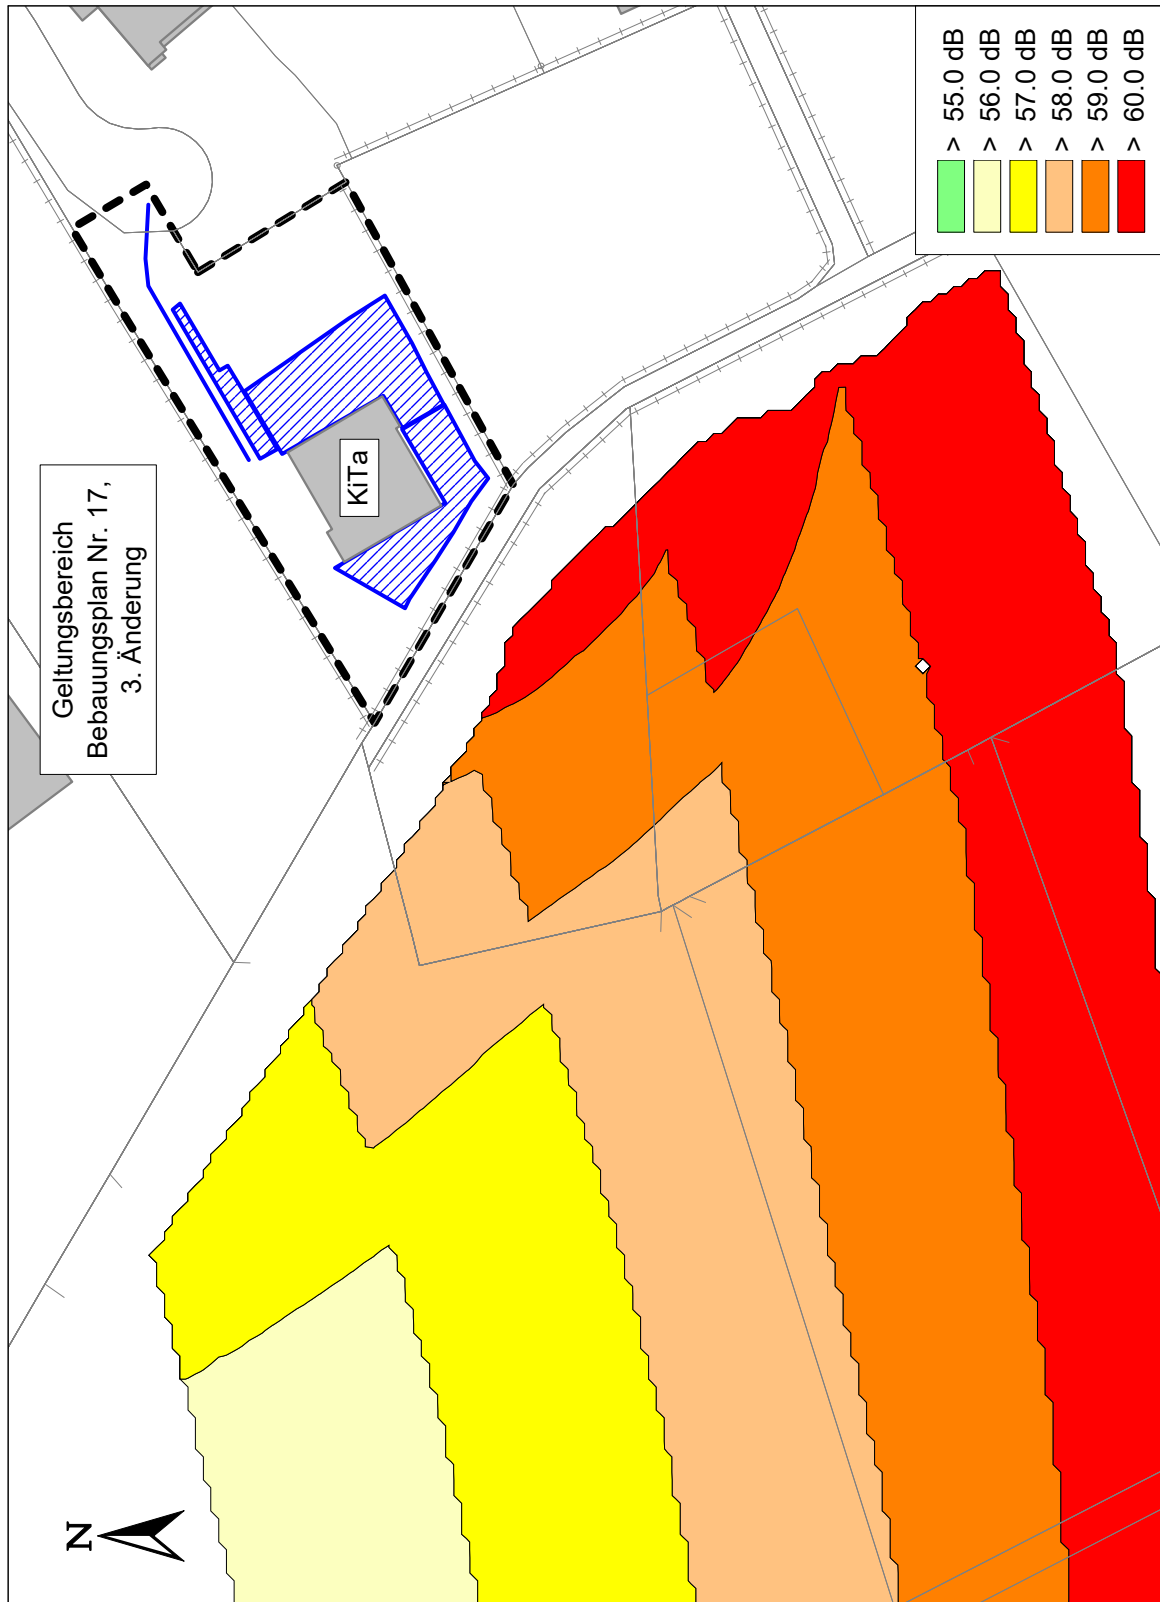 Geltungsbereich
Bebauungsplan Nr. 17,
3. Änderung
KiTa
N
> 55.0 dB
> 56.0 dB
> 57.0 dB
> 58.0 dB
> 59.0 dB
> 60.0 dB